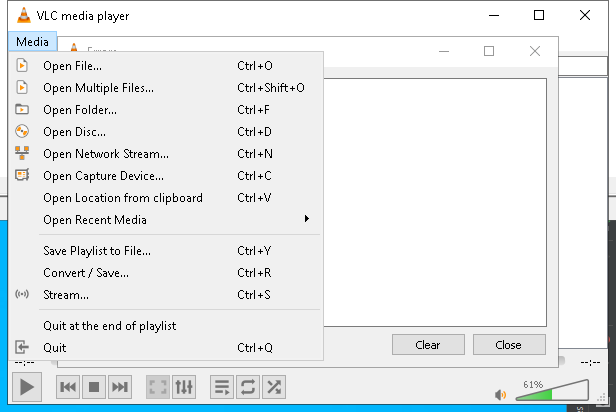 VLC media player
Media
Open File... Ctrl+O
Open Multiple Files... Ctrl+Shift+O
Open Folder... Ctrl+F
Open Disc... Ctrl+D
Open Network Stream... Ctrl+N
Open Capture Device... Ctrl+C
Open Location from clipboard Ctrl+V
Open Recent Media
Save Playlist to File... Ctrl+Y
Convert / Save... Ctrl+R
Stream... Ctrl+S
Quit at the end of playlist
Quit Ctrl+Q
Clear
Close
--:--
--:--
61%